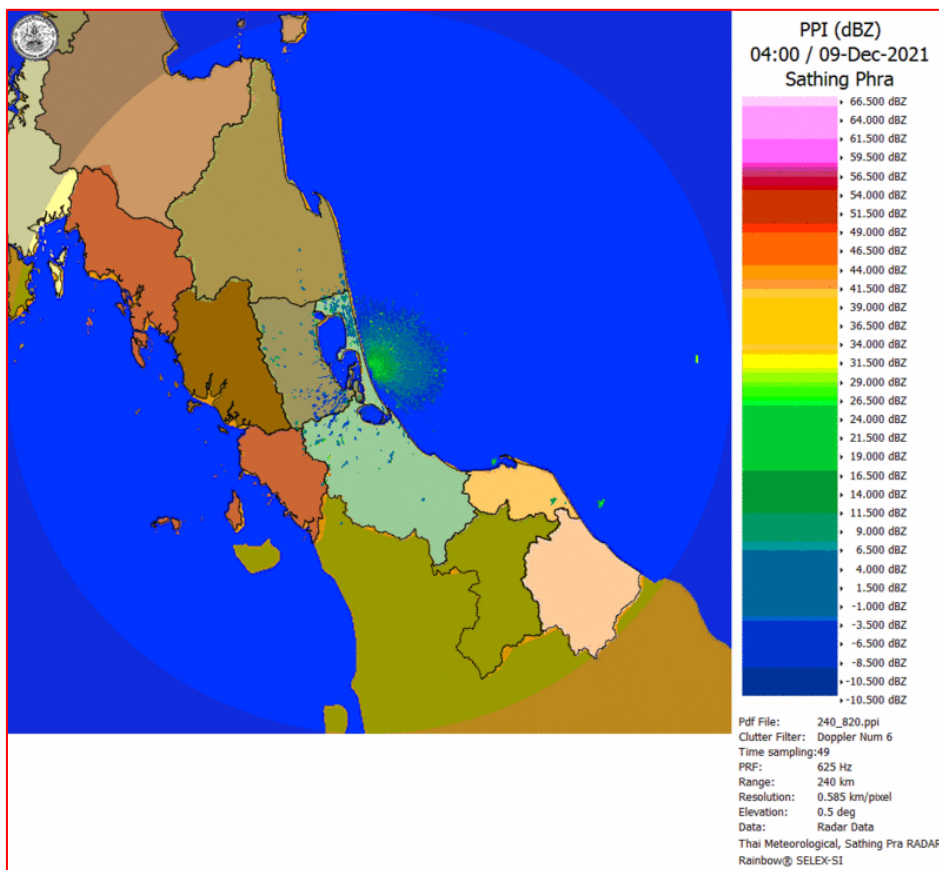 PPI (dBZ)
04:00 / 09-Dec-2021
Sathing Phra
66.500 dBZ
64.000 dBZ
61.500 dBZ
59.500 dBZ
56.500 dBZ
54.000 dBZ
51.500 dBZ
49.000 dBZ
46.500 dBZ
44.000 dBZ
41.500 dBZ
39.000 dBZ
36.500 dBZ
34.000 dBZ
31.500 dBZ
29.000 dBZ
26.500 dBZ
24.000 dBZ
21.500 dBZ
19.000 dBZ
16.500 dBZ
14.000 dBZ
11.500 dBZ
9.000 dBZ
6.500 dBZ
4.000 dBZ
1.500 dBZ
-1.000 dBZ
-3.500 dBZ
-6.500 dBZ
-8.500 dBZ
-10.500 dBZ
-10.500 dBZ
Pdf File: 240_820.ppi
Clutter Filter: Doppler Num 6
Time sampling:49
PRF: 625 Hz
Range: 240 km
Resolution: 0.585 km/pixel
Elevation: 0.5 deg
Data: Radar Data
Thai Meteorological, Sathing Pra RADAR
Rainbow® SELEX-SI